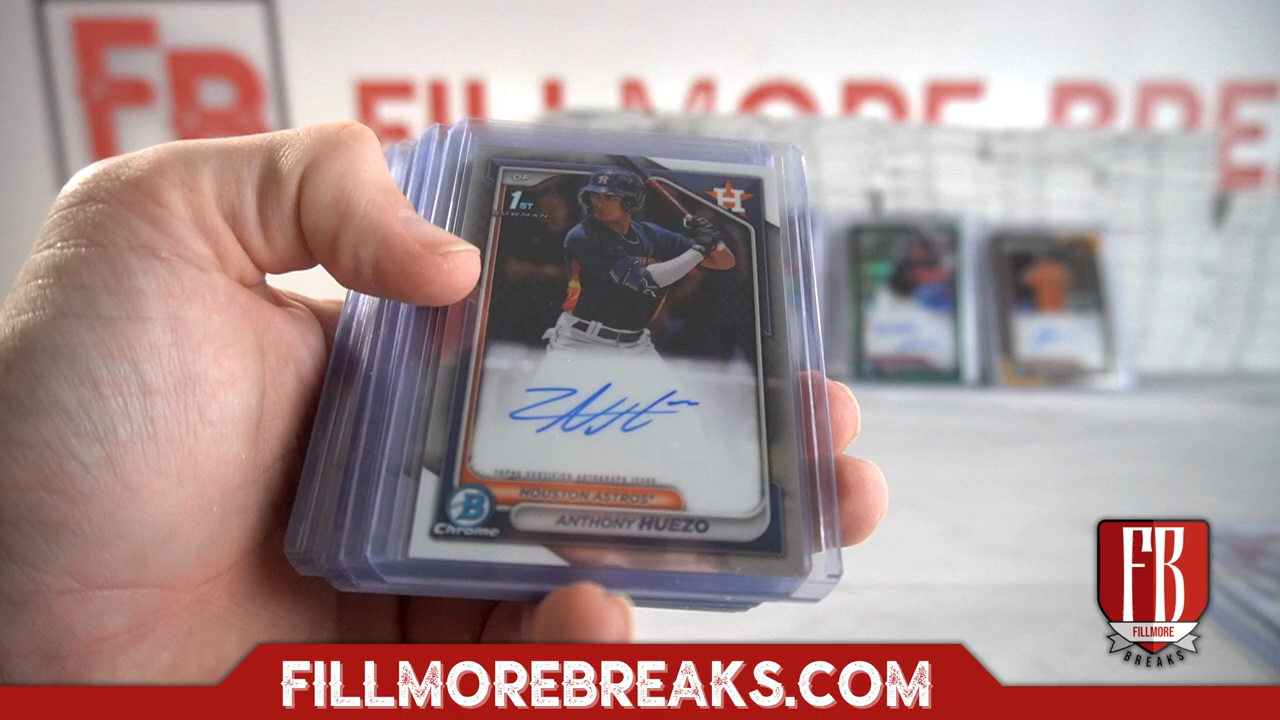 FB
FILLMORE BRE
OF
1ST
BOWMAN
H
TOPPS CERTIFIED AUTOGRAPH ISSUE
HOUSTON ASTROS
ANTHONY HUEZO
B
Chrome
FB
FILLMORE
BREAKS
FILLMOREBREAKS.COM